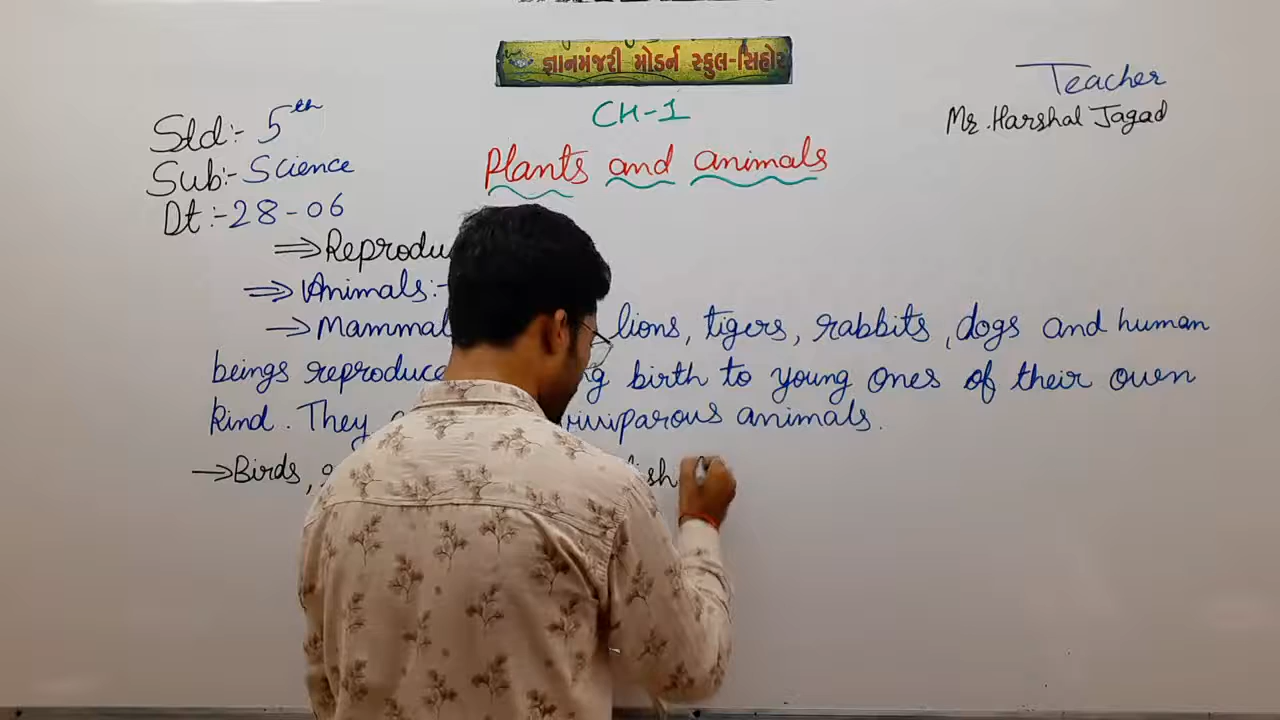 જ્ઞાનમંજરી મોડર્ન સ્કુલ-સિહોર
Teacher
Mr. Harshal Jagad
CH-1
Std:- 5th
Plants and animals
Sub:- Science
Dt:- 28-06
⇒ Reprodu
⇒ Animals:-
→ Mammal lions, tigers, rabbits, dogs and human
beings reproduce birth to young ones of their own
kind. They viviparous animals.
→ Birds,